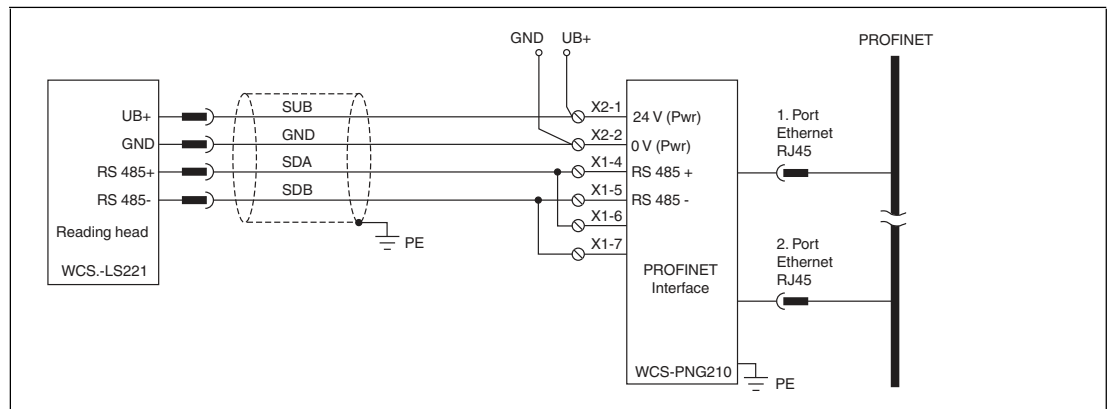 GND UB+
PROFINET
UB+
GND
RS 485+
RS 485-
Reading head
WCS.-LS221
SUB
GND
SDA
SDB
PE
X2-1
X2-2
X1-4
X1-5
X1-6
X1-7
24 V (Pwr)
0 V (Pwr)
RS 485 +
RS 485 -
PROFINET
Interface
WCS-PNG210
PE
1. Port
Ethernet
RJ45
2. Port
Ethernet
RJ45